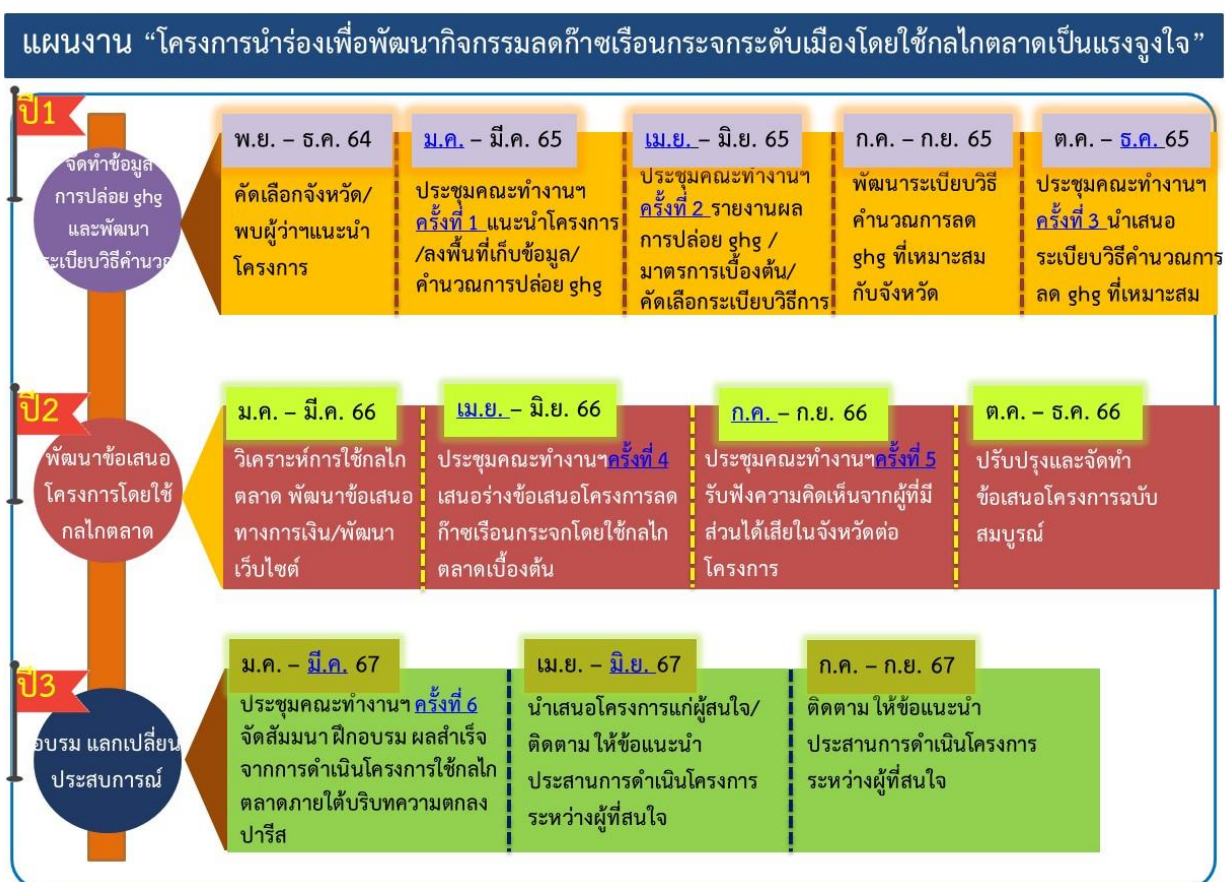 แผนงาน “โครงการนำร่องเพื่อพัฒนากิจกรรมลดก๊าซเรือนกระจกระดับเมืองโดยใช้กลไกตลาดเป็นแรงจูงใจ”
ปี1
จัดทำข้อมูล
การปล่อย ghg
และพัฒนา
ระเบียบวิธีคำนวณ
พ.ย. – ธ.ค. 64
คัดเลือกจังหวัด/
พบผู้ว่าฯแนะนำ
โครงการ
ม.ค. – มี.ค. 65
ประชุมคณะทำงานฯ
ครั้งที่ 1 แนะนำโครงการ
/ลงพื้นที่เก็บข้อมูล/
คำนวณการปล่อย ghg
เม.ย. – มิ.ย. 65
ประชุมคณะทำงานฯ
ครั้งที่ 2 รายงานผล
การปล่อย ghg /
มาตรการเบื้องต้น/
คัดเลือกระเบียบวิธีการ
ก.ค. – ก.ย. 65
พัฒนาระเบียบวิธี
คำนวณการลด
ghg ที่เหมาะสม
กับจังหวัด
ต.ค. – ธ.ค. 65
ประชุมคณะทำงานฯ
ครั้งที่ 3 นำเสนอ
ระเบียบวิธีคำนวณการ
ลด ghg ที่เหมาะสม
ปี2
พัฒนาข้อเสนอ
โครงการโดยใช้
กลไกตลาด
ม.ค. – มี.ค. 66
วิเคราะห์การใช้กลไก
ตลาด พัฒนาข้อเสนอ
ทางการเงิน/พัฒนา
เว็บไซต์
เม.ย. – มิ.ย. 66
ประชุมคณะทำงานฯครั้งที่ 4
เสนอร่างข้อเสนอโครงการลด
ก๊าซเรือนกระจกโดยใช้กลไก
ตลาดเบื้องต้น
ก.ค. – ก.ย. 66
ประชุมคณะทำงานฯครั้งที่ 5
รับฟังความคิดเห็นจากผู้ที่มี
ส่วนได้เสียในจังหวัดต่อ
โครงการ
ต.ค. – ธ.ค. 66
ปรับปรุงและจัดทำ
ข้อเสนอโครงการฉบับ
สมบูรณ์
ปี3
อบรม แลกเปลี่ยน
ประสบการณ์
ม.ค. – มี.ค. 67
ประชุมคณะทำงานฯ ครั้งที่ 6
จัดสัมมนา ฝึกอบรม ผลสำเร็จ
จากการดำเนินโครงการใช้กลไก
ตลาดภายใต้บริบทความตกลง
ปารีส
เม.ย. – มิ.ย. 67
นำเสนอโครงการแก่ผู้สนใจ/
ติดตาม ให้ข้อแนะนำ
ประสานการดำเนินโครงการ
ระหว่างผู้ที่สนใจ
ก.ค. – ก.ย. 67
ติดตาม ให้ข้อแนะนำ
ประสานการดำเนินโครงการ
ระหว่างผู้ที่สนใจ